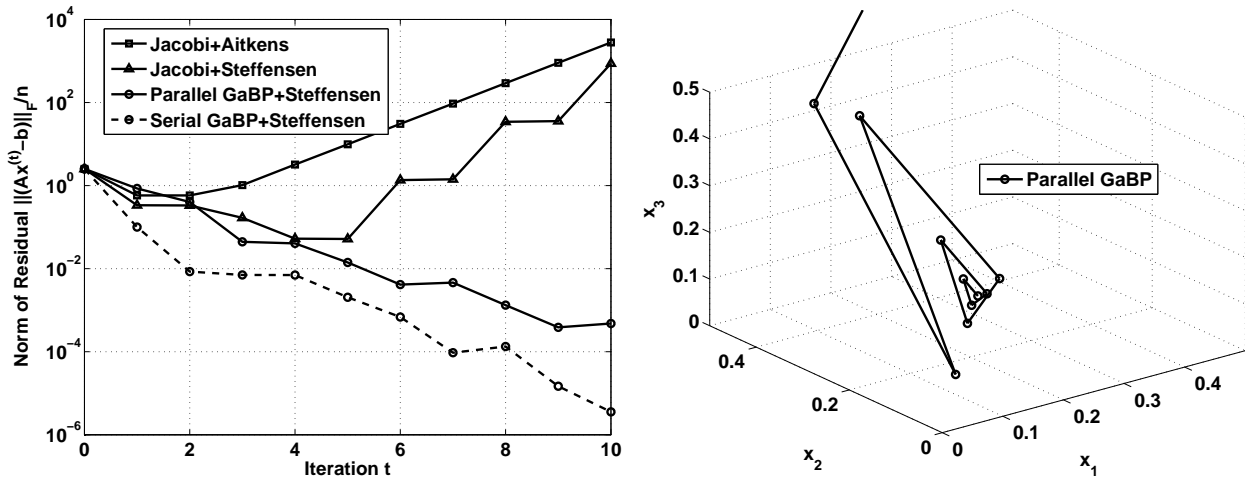 Norm of Residual ||(Ax^(t)−b)||_F/n
10^4
10^2
10^0
10^−2
10^−4
10^−6
Jacobi+Aitkens
Jacobi+Steffensen
Parallel GaBP+Steffensen
Serial GaBP+Steffensen
0 2 4 6 8 10
Iteration t
x_3
0.5
0.4
0.3
0.2
0.1
0
Parallel GaBP
0.4
0.2
0
x_2
0
0.1
0.2
0.3
0.4
x_1